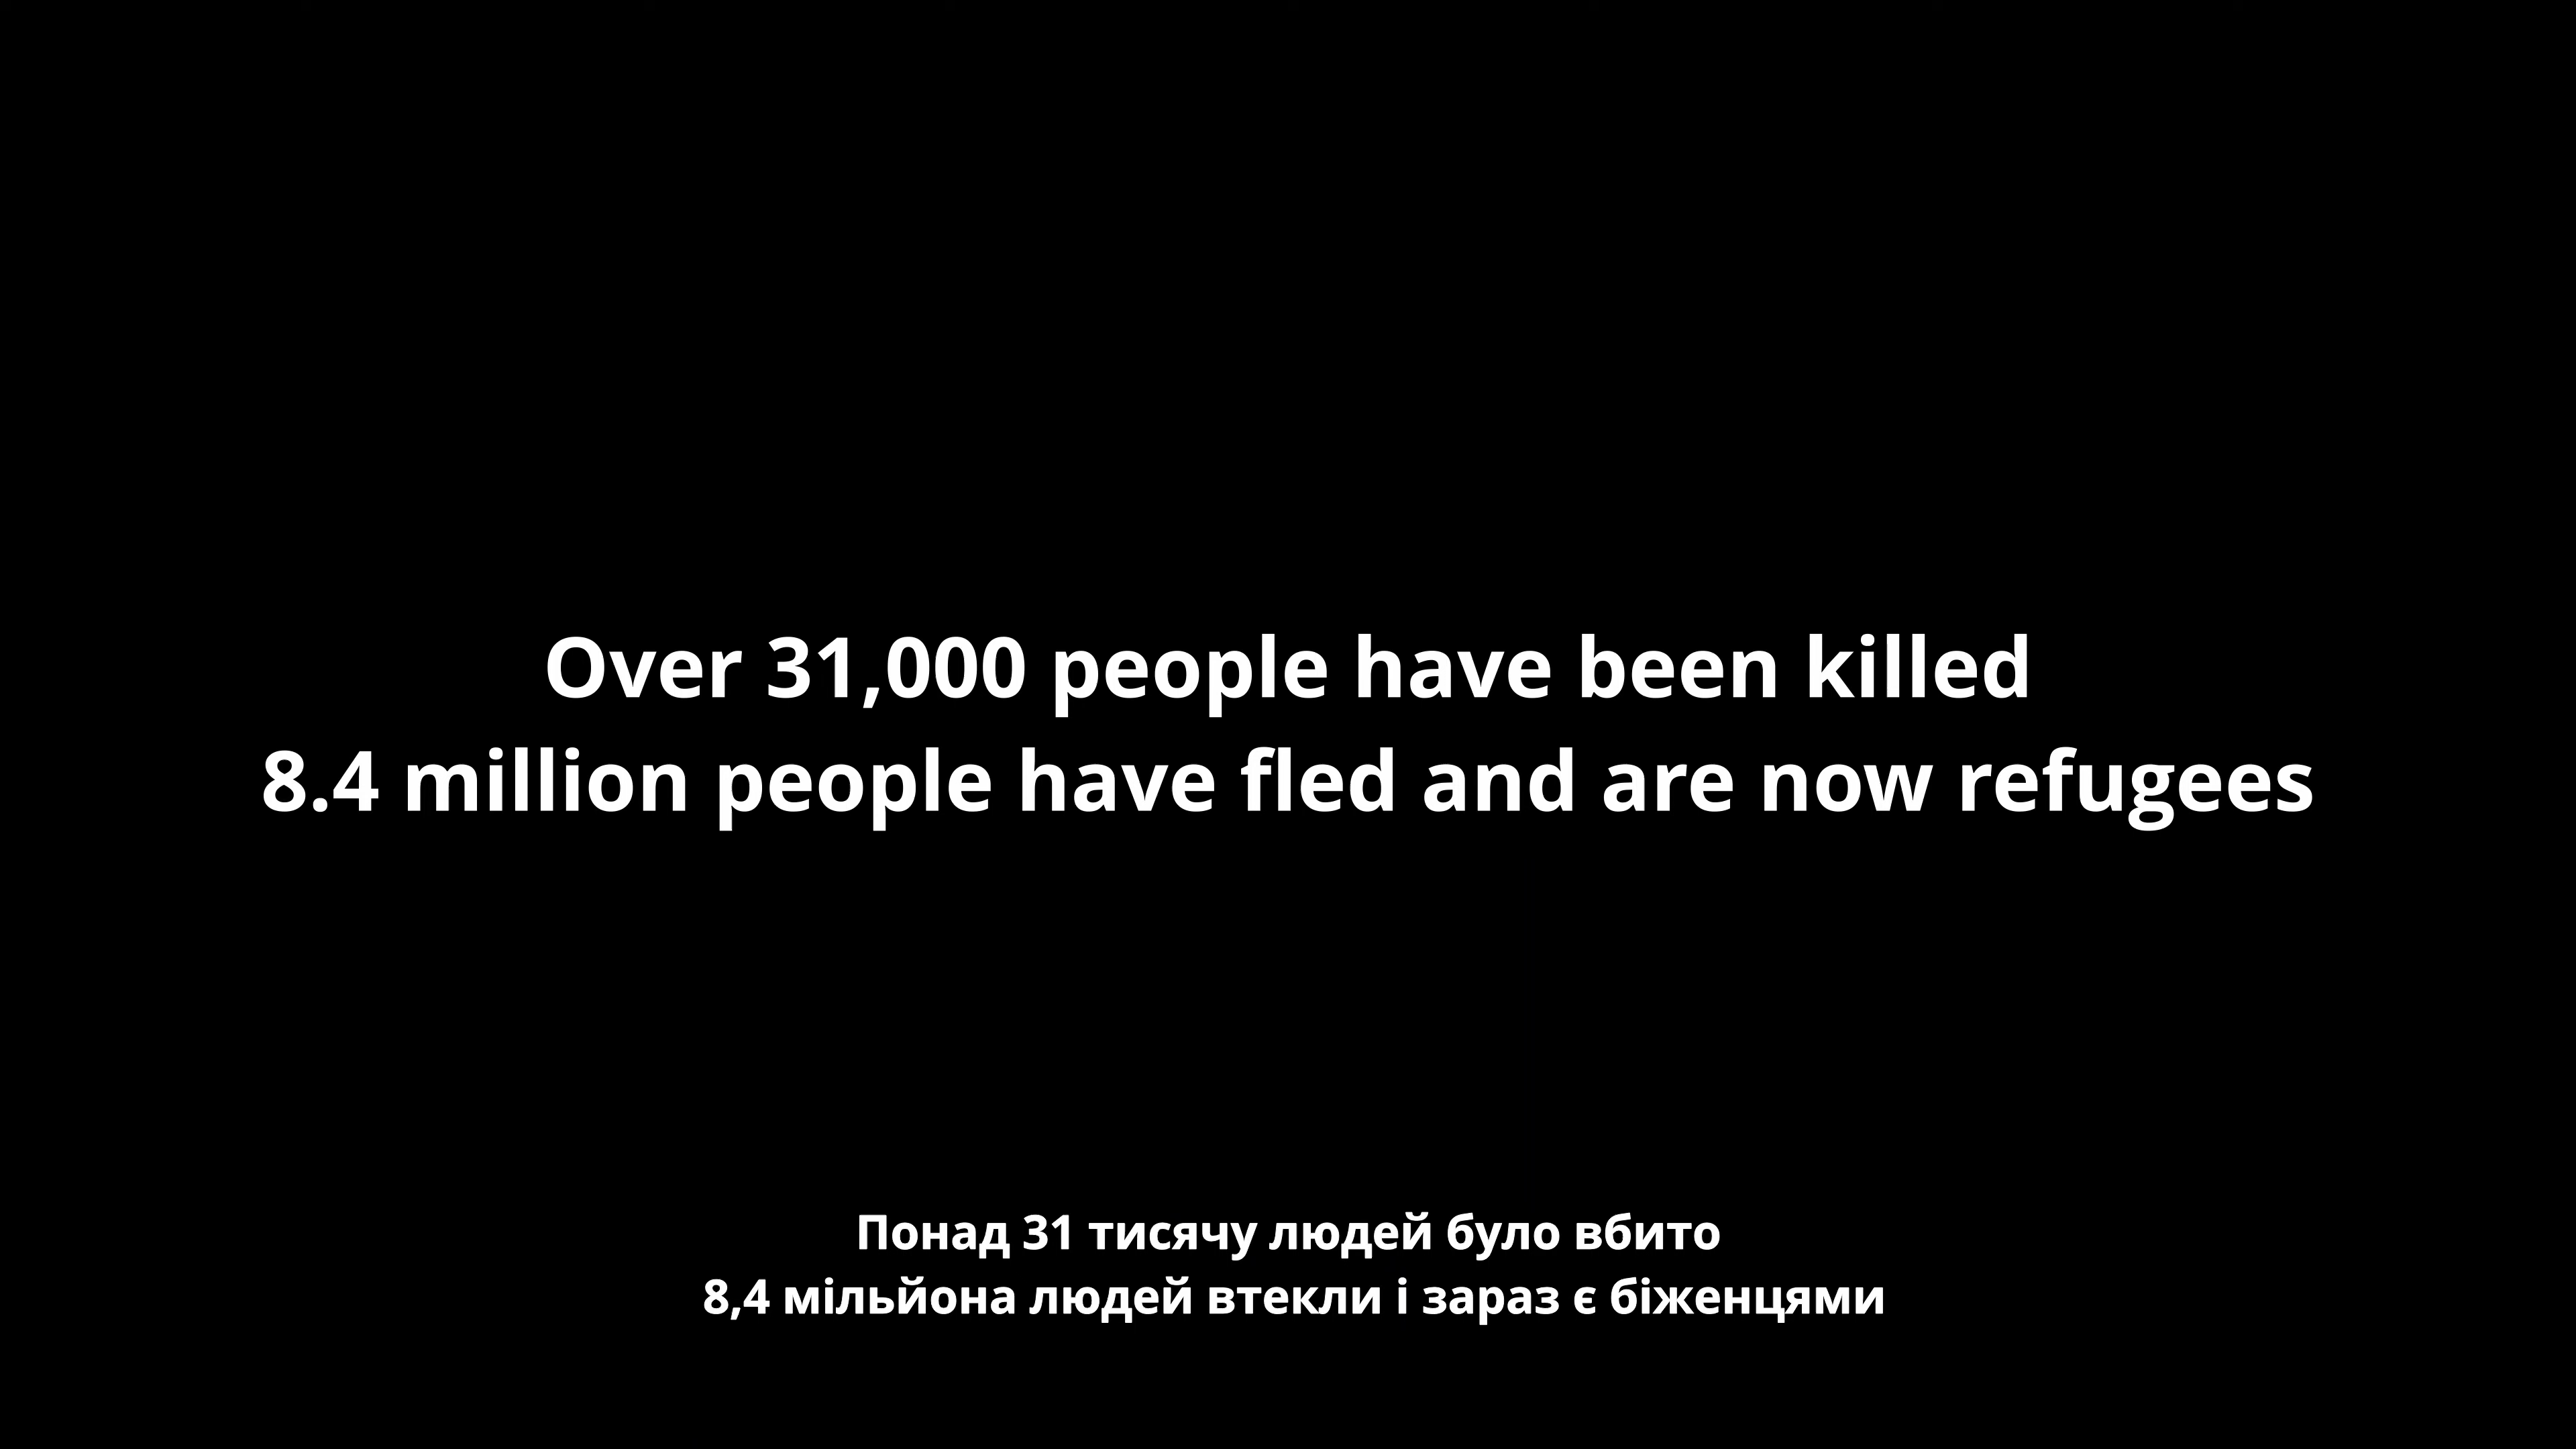 Over 31,000 people have been killed
8.4 million people have fled and are now refugees
Понад 31 тисячу людей було вбито
8,4 мільйона людей втекли і зараз є біженцями